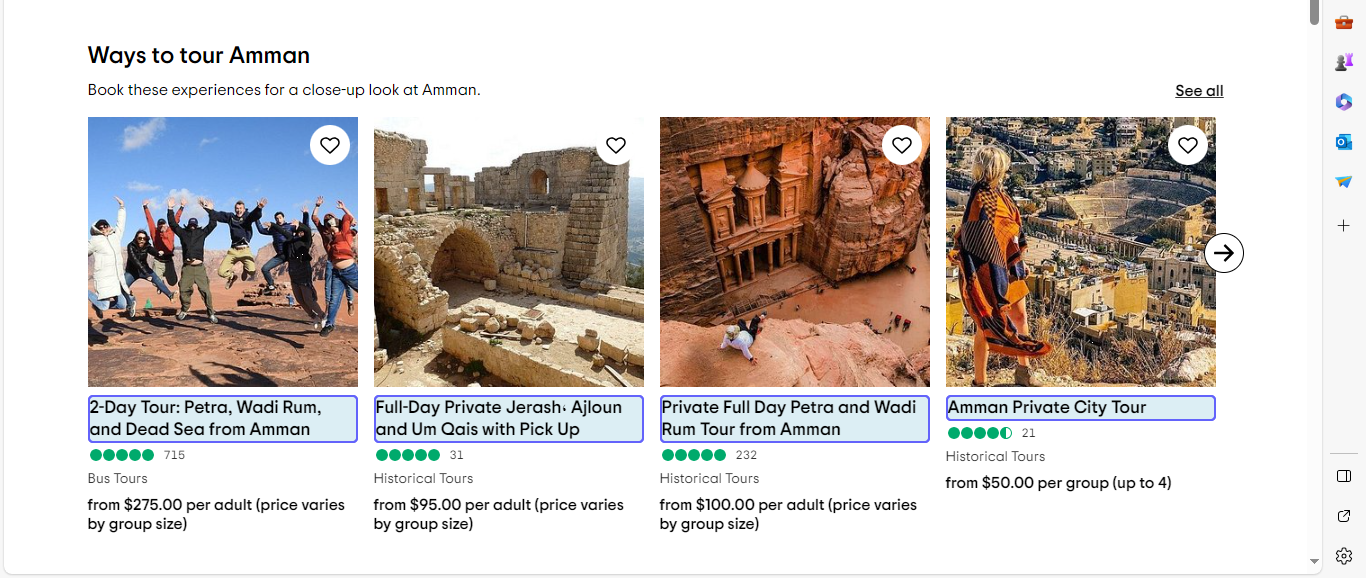 Ways to tour Amman
Book these experiences for a close-up look at Amman.
See all
2-Day Tour: Petra, Wadi Rum,
and Dead Sea from Amman
715
Bus Tours
from $275.00 per adult (price varies
by group size)
Full-Day Private Jerash، Ajloun
and Um Qais with Pick Up
31
Historical Tours
from $95.00 per adult (price varies
by group size)
Private Full Day Petra and Wadi
Rum Tour from Amman
232
Historical Tours
from $100.00 per adult (price varies
by group size)
Amman Private City Tour
21
Historical Tours
from $50.00 per group (up to 4)